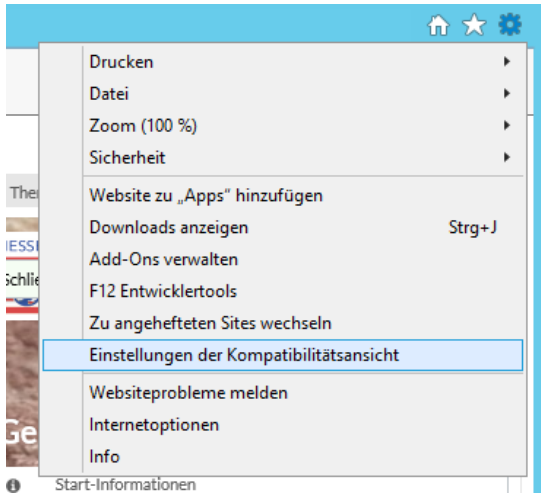 Drucken
Datei
Zoom (100 %)
Sicherheit
Website zu „Apps" hinzufügen
Downloads anzeigen Strg+J
Add-Ons verwalten
F12 Entwicklertools
Zu angehefteten Sites wechseln
Einstellungen der Kompatibilitätsansicht
Websiteprobleme melden
Internetoptionen
Info
Start-Informationen